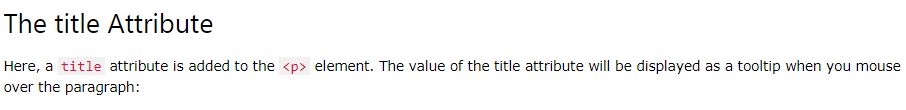 The title Attribute
Here, a title attribute is added to the <p> element. The value of the title attribute will be displayed as a tooltip when you mouse
over the paragraph: